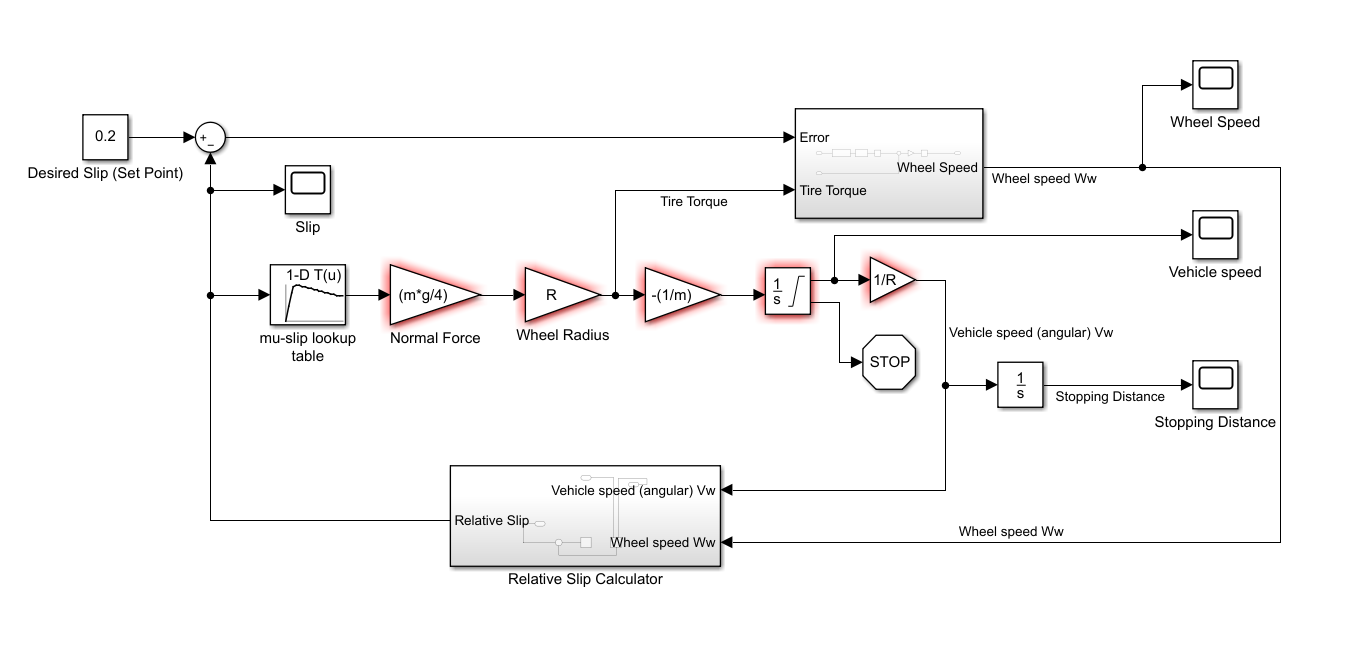 Wheel Speed
0.2
+
−
Desired Slip (Set Point)
Error
Wheel Speed
Tire Torque
Wheel speed Ww
Tire Torque
Slip
Vehicle speed
1-D T(u)
mu-slip lookup
table
(m*g/4)
Normal Force
R
Wheel Radius
-(1/m)
1
s
1/R
STOP
Vehicle speed (angular) Vw
1
s
Stopping Distance
Stopping Distance
Vehicle speed (angular) Vw
Relative Slip
Wheel speed Ww
Wheel speed Ww
Relative Slip Calculator